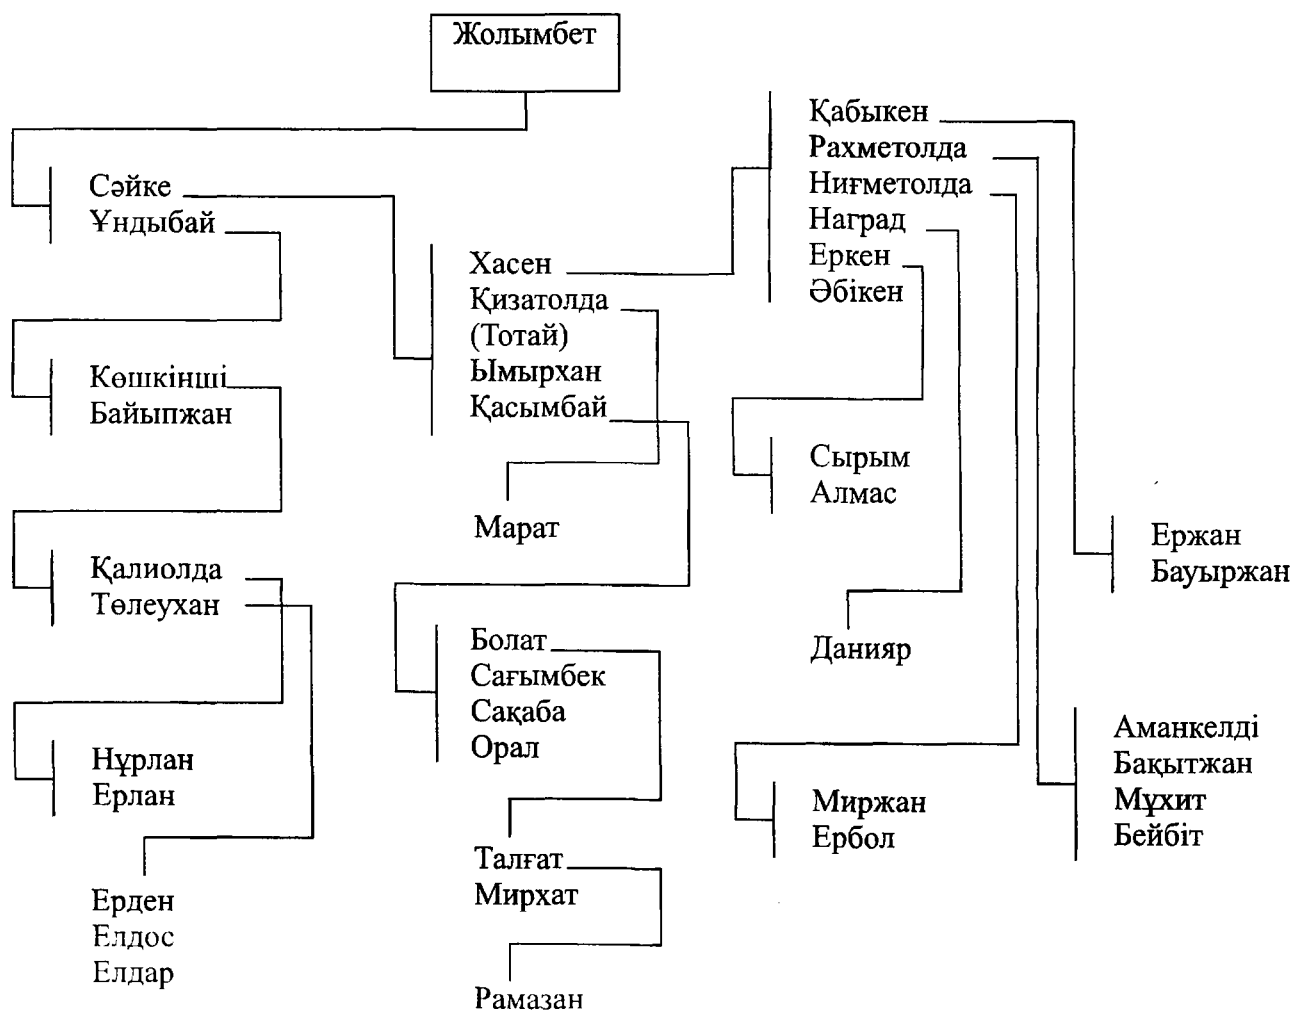 Жолымбет
Сәйке
Ұндыбай
Көшкінші
Байыпжан
Қалиолда
Төлеухан
Нұрлан
Ерлан
Ерден
Елдос
Елдар
Хасен
Қизатолда
(Тотай)
Ымырхан
Қасымбай
Марат
Болат
Сағымбек
Сақаба
Орал
Талғат
Мирхат
Рамазан
Қабыкен
Рахметолда
Ниғметолда
Наград
Еркен
Әбікен
Сырым
Алмас
Данияр
Миржан
Ербол
Ержан
Бауыржан
Аманкелді
Бақытжан
Мұхит
Бейбіт